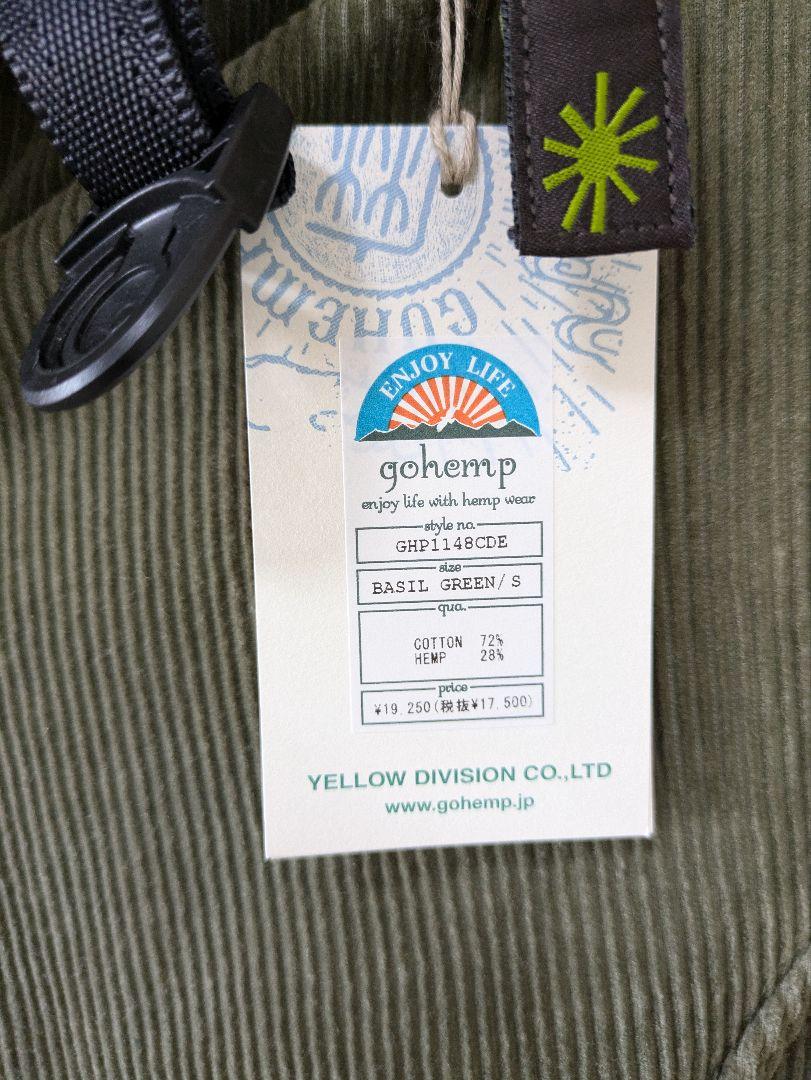 GOHEMP
ENJOY LIFE
gohemp
enjoy life with hemp wear
style no.
GHP1148CDE
size
BASIL GREEN/ S
qua.
COTTON 72%
HEMP 28%
price
¥19.250(税抜¥17.500)
YELLOW DIVISION CO.,LTD
www.gohemp.jp